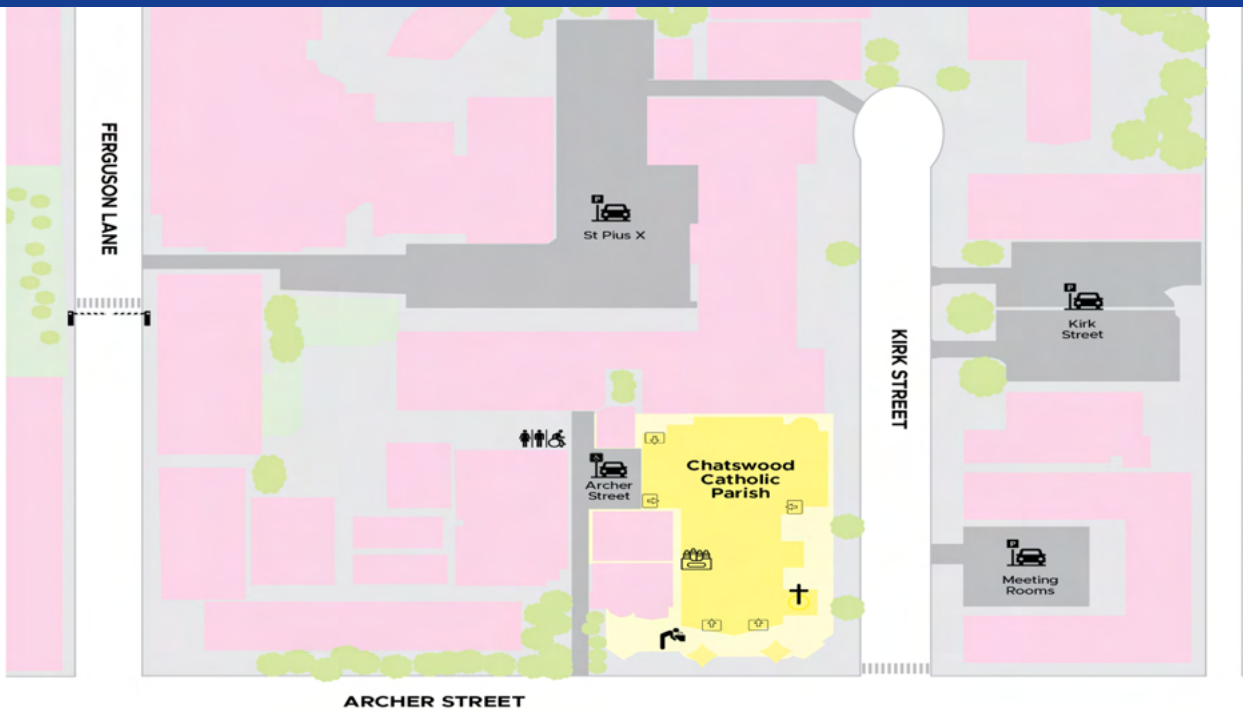 FERGUSON LANE
P
St Pius X
P
Kirk
Street
KIRK STREET
Archer
Street
Chatswood
Catholic
Parish
P
Meeting
Rooms
ARCHER STREET